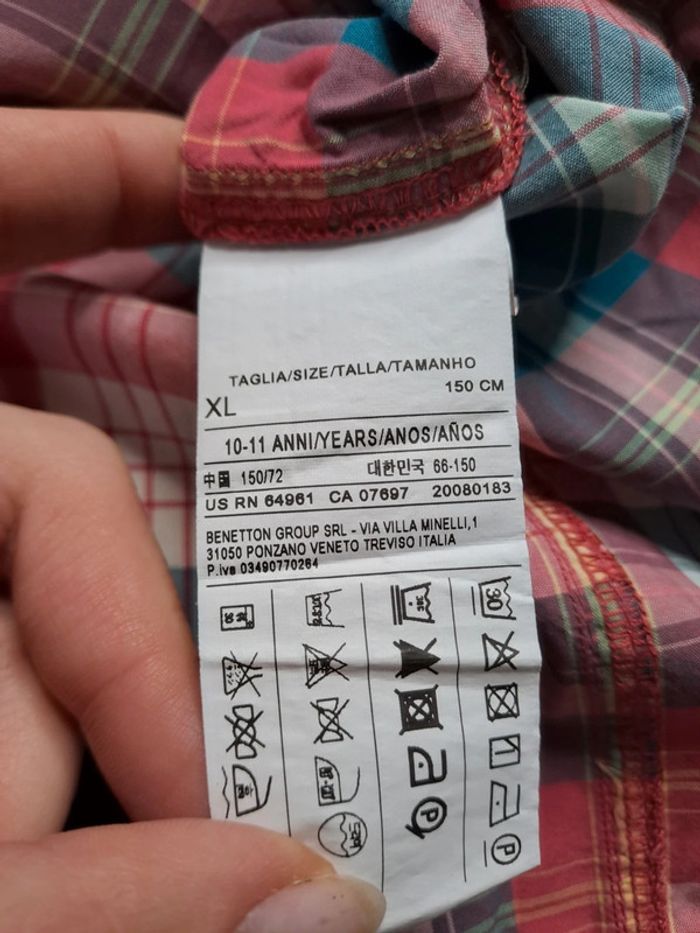 TAGLIA/SIZE/TALLA/TAMANHO
XL 150 CM
10-11 ANNI/YEARS/ANOS/AÑOS
中国 150/72 대한민국 66-150
US RN 64961 CA 07697 20080183
BENETTON GROUP SRL - VIA VILLA MINELLI,1
31050 PONZANO VENETO TREVISO ITALIA
P.iva 03490770264
30
P
P